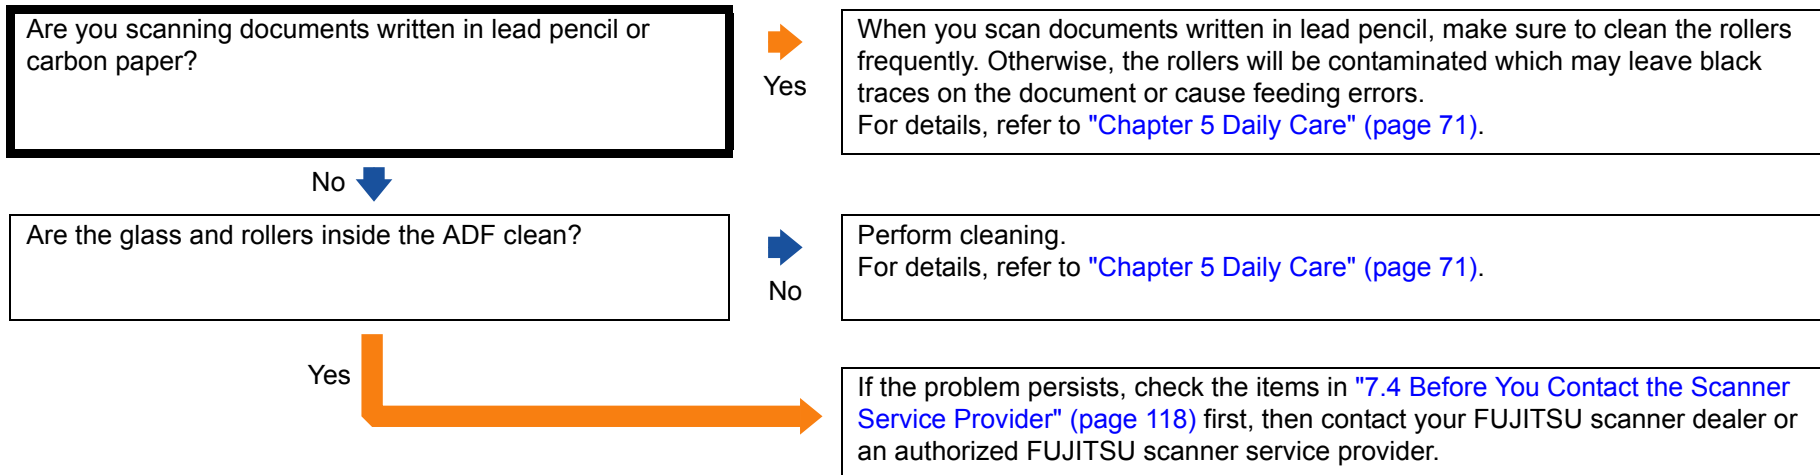 Are you scanning documents written in lead pencil or
carbon paper?
Yes
When you scan documents written in lead pencil, make sure to clean the rollers
frequently. Otherwise, the rollers will be contaminated which may leave black
traces on the document or cause feeding errors.
For details, refer to "Chapter 5 Daily Care" (page 71).
No
Are the glass and rollers inside the ADF clean?
No
Perform cleaning.
For details, refer to "Chapter 5 Daily Care" (page 71).
Yes
If the problem persists, check the items in "7.4 Before You Contact the Scanner
Service Provider" (page 118) first, then contact your FUJITSU scanner dealer or
an authorized FUJITSU scanner service provider.